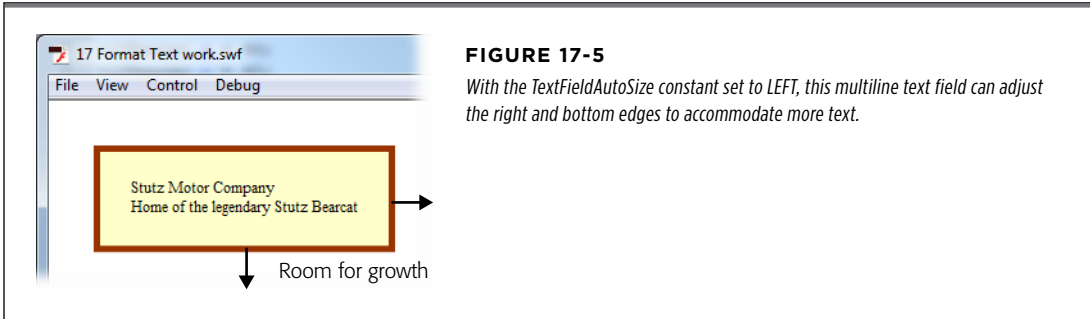 17 Format Text work.swf
File View Control Debug
Stutz Motor Company
Home of the legendary Stutz Bearcat
Room for growth
FIGURE 17-5
With the TextFieldAutoSize constant set to LEFT, this multiline text field can adjust
the right and bottom edges to accommodate more text.